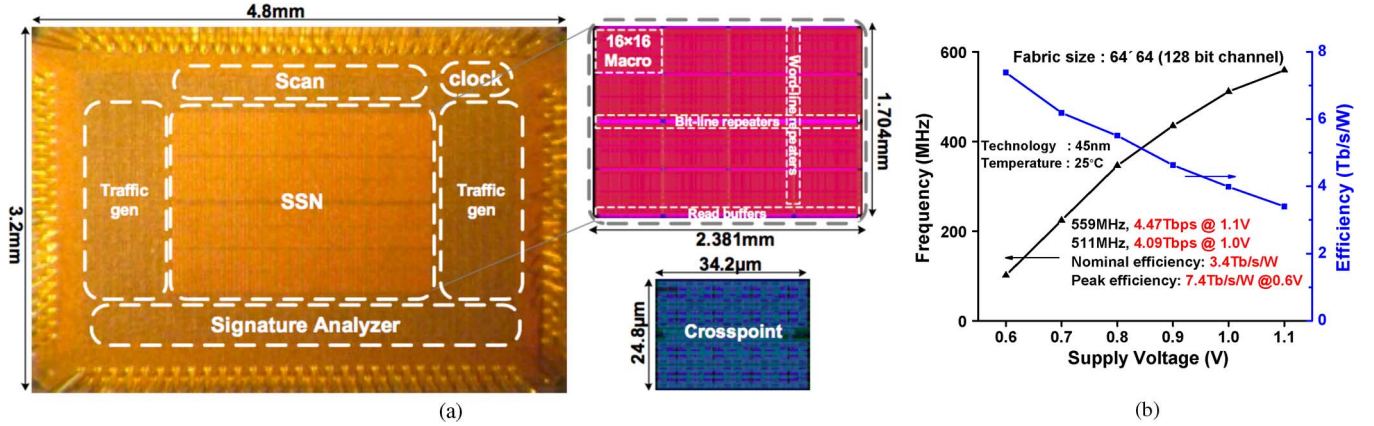 4.8mm
3.2mm
Scan
clock
Traffic
gen
SSN
Traffic
gen
Signature Analyzer
16×16
Macro
Word-line repeaters
Bit-line repeaters
Read buffers
1.704mm
2.381mm
34.2µm
24.8µm
Crosspoint
(a)
Fabric size : 64´64 (128 bit channel)
Technology : 45nm
Temperature : 25°C
559MHz, 4.47Tbps @ 1.1V
511MHz, 4.09Tbps @ 1.0V
Nominal efficiency: 3.4Tb/s/W
Peak efficiency: 7.4Tb/s/W @0.6V
Frequency (MHz)
600
400
200
0
8
6
4
2
0
Efficiency (Tb/s/W)
0.6 0.7 0.8 0.9 1.0 1.1
Supply Voltage (V)
(b)